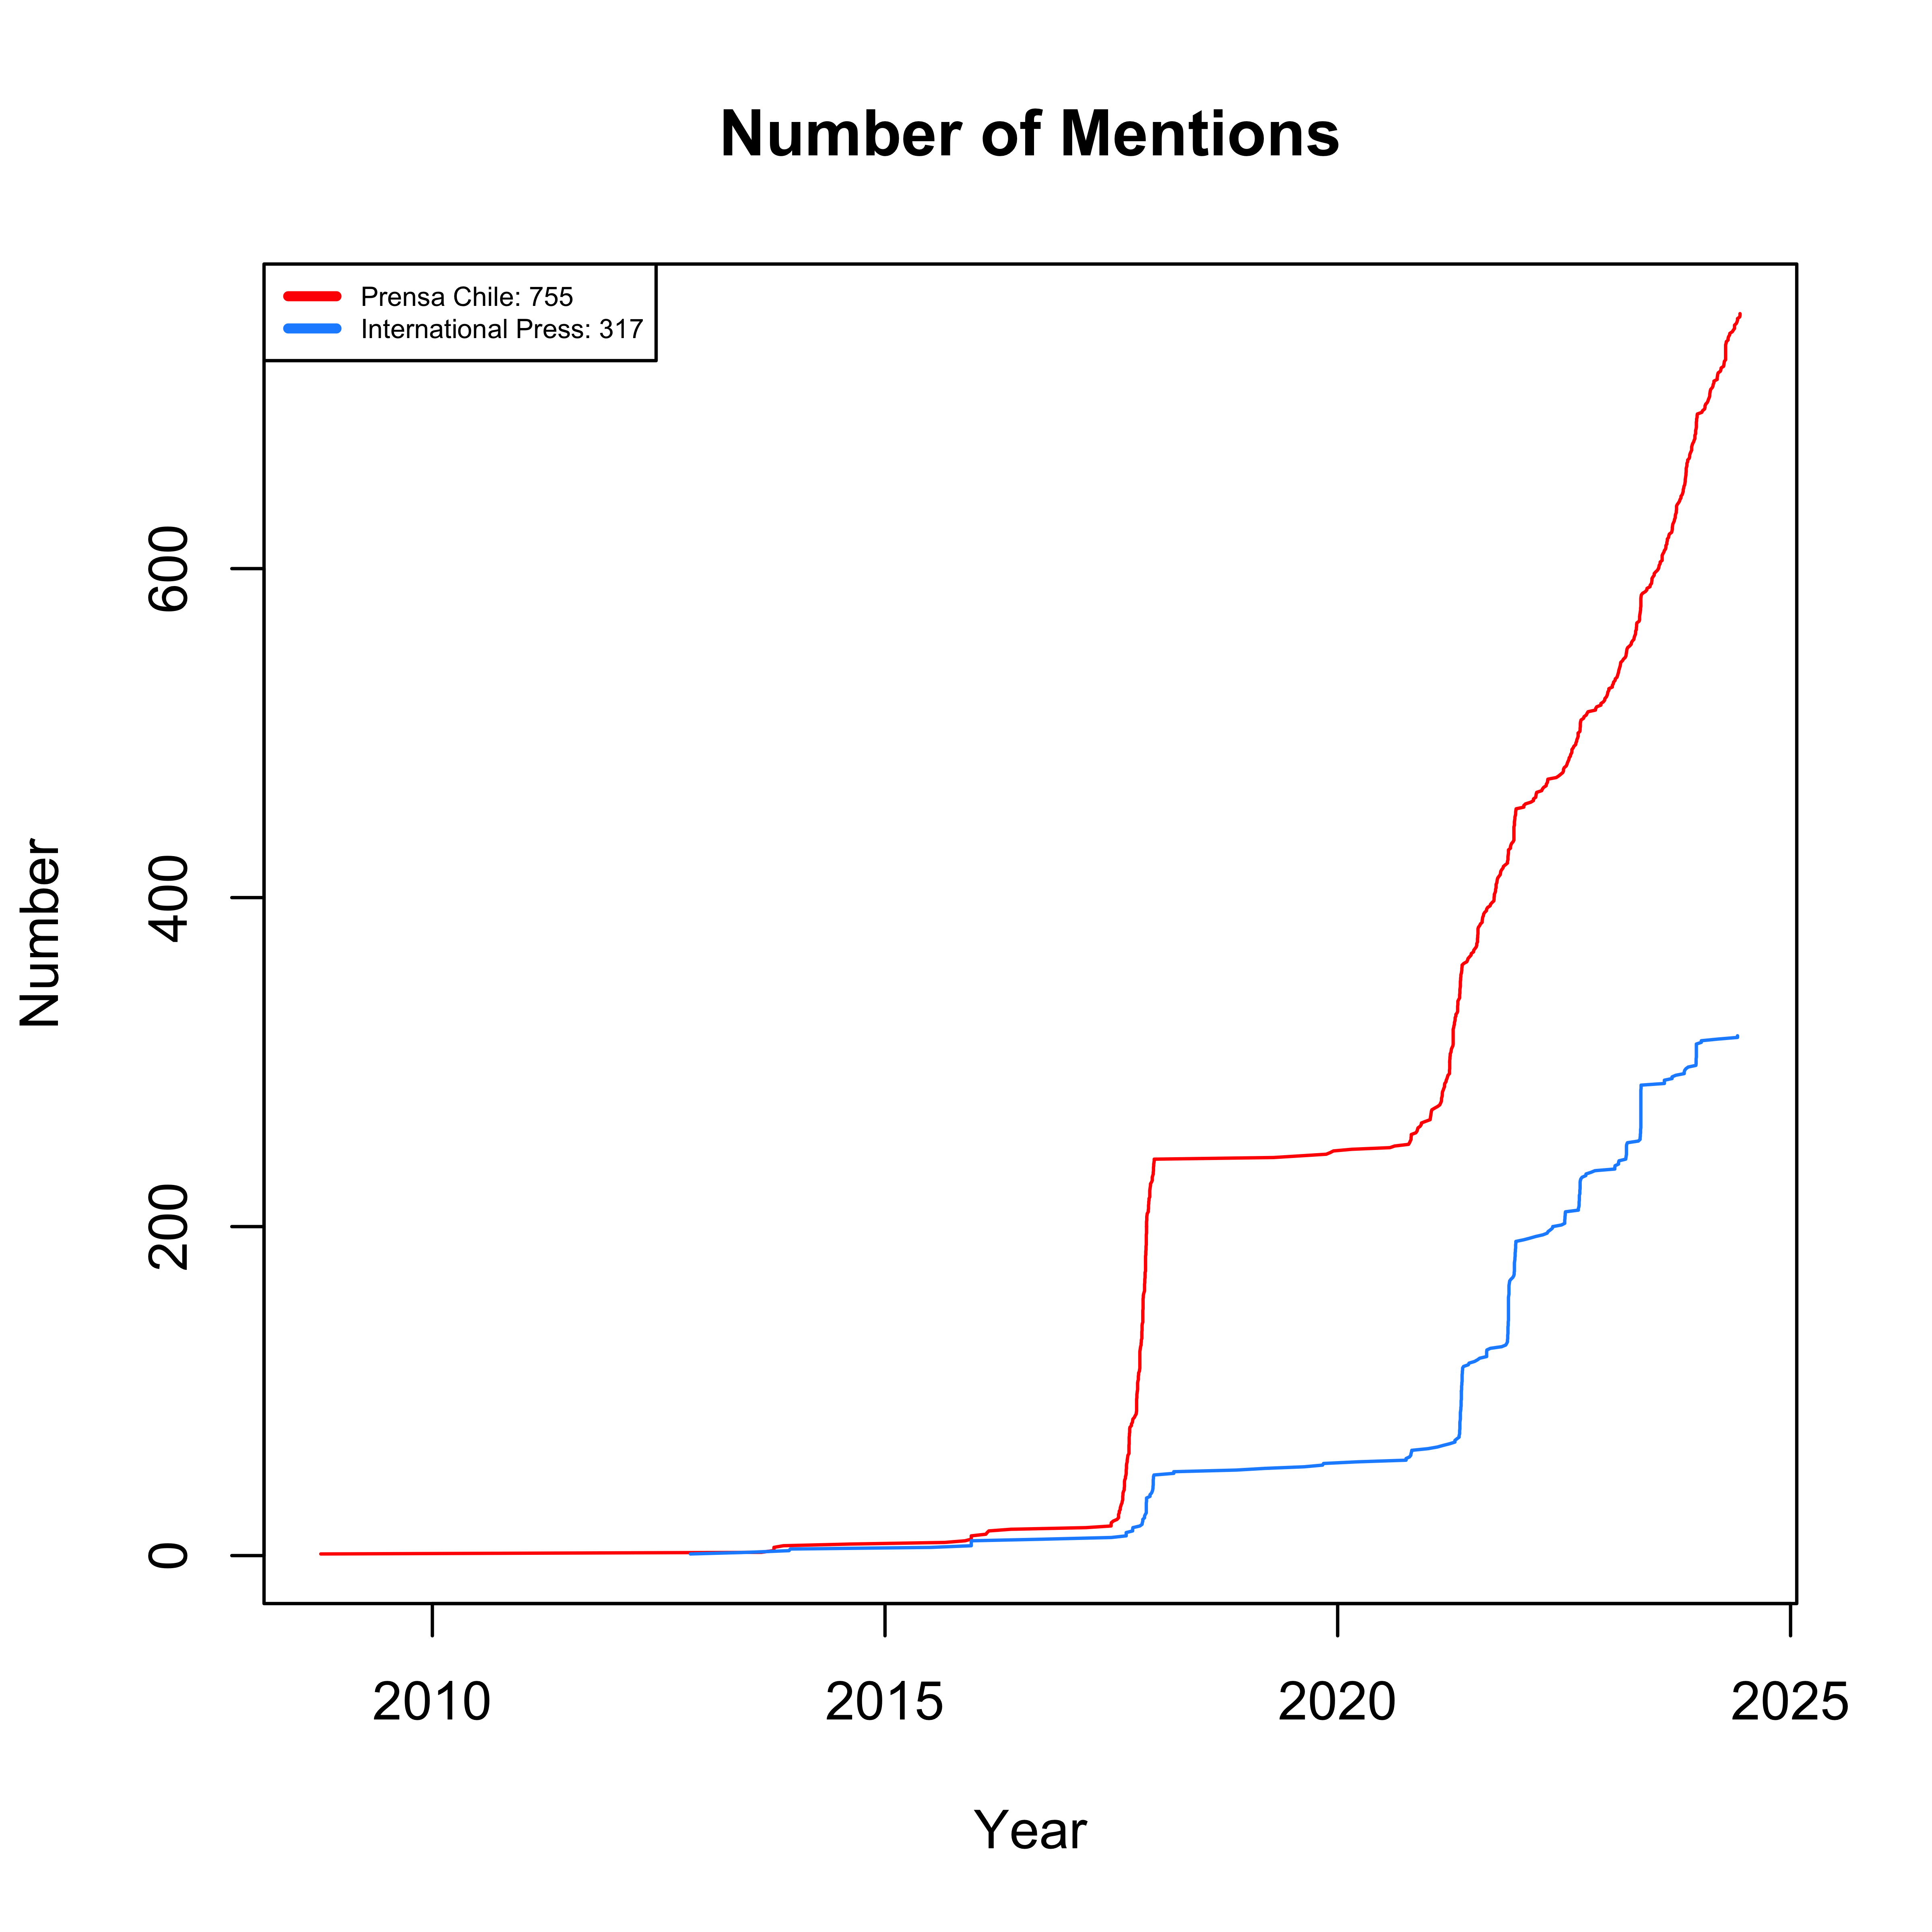 Number of Mentions
Prensa Chile: 755
International Press: 317
Number
600
400
200
0
2010 2015 2020 2025
Year